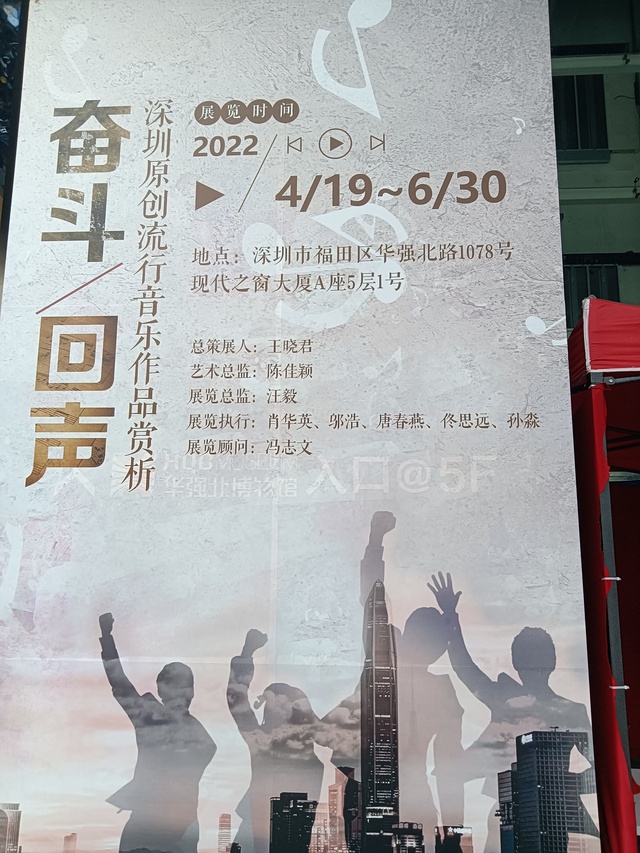 奋斗/回声
深圳原创流行音乐作品赏析
展览时间
2022
4/19~6/30
地点：深圳市福田区华强北路1078号
现代之窗大厦A座5层1号
总策展人：王晓君
艺术总监：陈佳颖
展览总监：汪毅
展览执行：肖华英、邬浩、唐春燕、佟思远、孙淼
展览顾问：冯志文
华强北博物馆 入口@5F